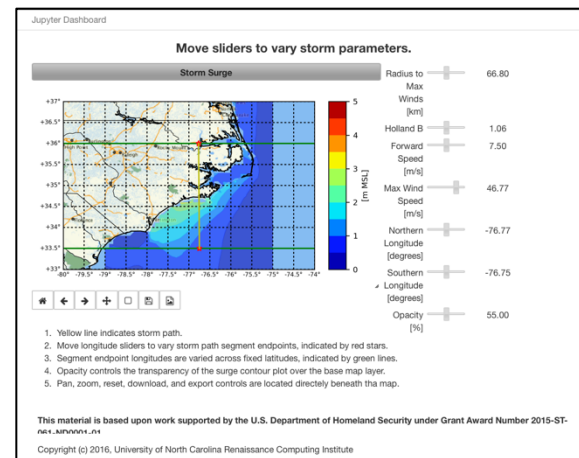 Jupyter Dashboard
Move sliders to vary storm parameters.
Storm Surge
+37°
+36.5°
+36°
+35.5°
+35°
+34.5°
+34°
+33.5°
+33°
-80° -79.5° -79° -78.5° -78° -77.5° -77° -76.5° -76° -75.5° -75° -74.5° -74°
5
4
3
2
1
0
[m MSL]
Radius to Max Winds [km] 66.80
Holland B 1.06
Forward Speed [m/s] 7.50
Max Wind Speed [m/s] 46.77
Northern Longitude [degrees] -76.77
Southern Longitude [degrees] -76.75
Opacity [%] 55.00
1. Yellow line indicates storm path.
2. Move longitude sliders to vary storm path segment endpoints, indicated by red stars.
3. Segment endpoint longitudes are varied across fixed latitudes, indicated by green lines.
4. Opacity controls the transparency of the surge contour plot over the base map layer.
5. Pan, zoom, reset, download, and export controls are located directely beneath tha map.
This material is based upon work supported by the U.S. Department of Homeland Security under Grant Award Number 2015-ST-
061-ND0001-01
Copyright (c) 2016, University of North Carolina Renaissance Computing Institute